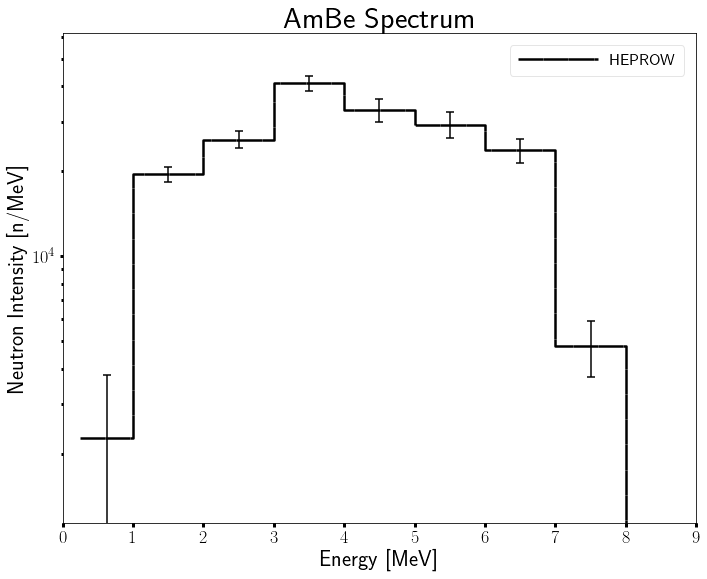 AmBe Spectrum
HEPROW
Neutron Intensity [n/MeV]
10^4
0 1 2 3 4 5 6 7 8 9
Energy [MeV]